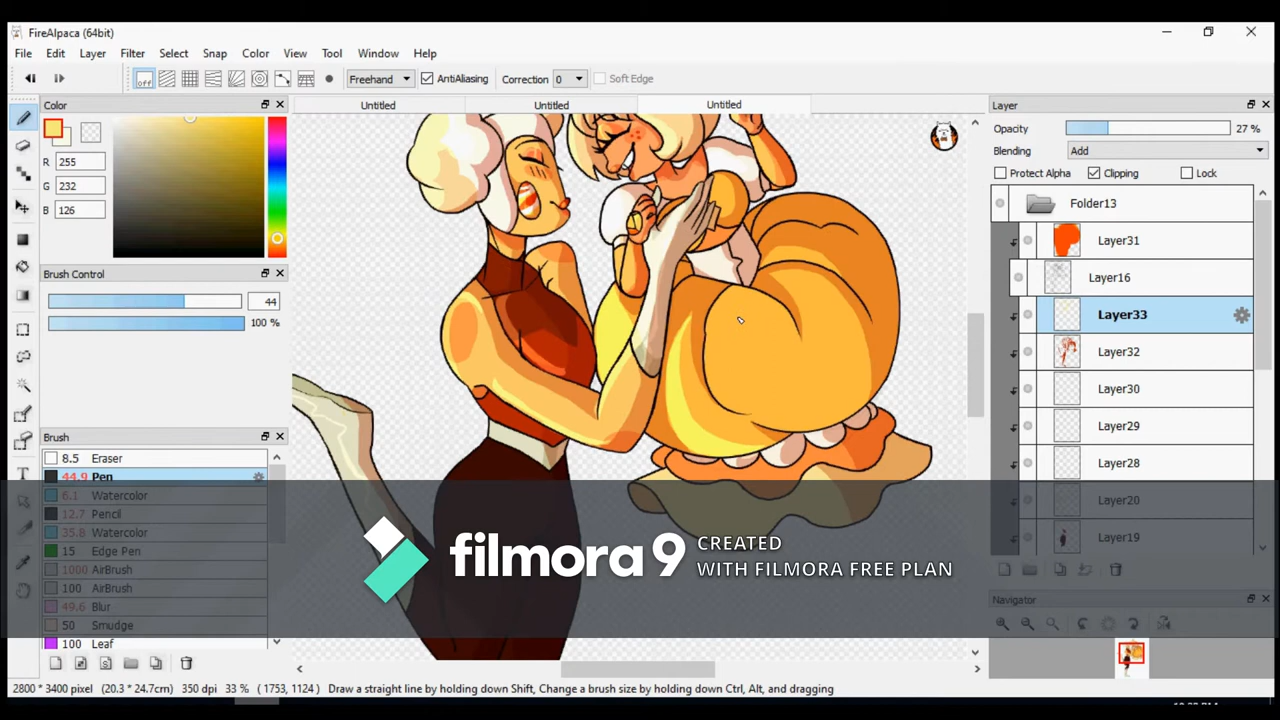 FireAlpaca (64bit)
File Edit Layer Filter Select Snap Color View Tool Window Help
off Freehand AntiAliasing Correction 0 Soft Edge
Color Untitled Untitled Untitled Layer
Opacity 27 %
Blending Add
R 255
Protect Alpha Clipping Lock
G 232
B 126
Folder13
Layer31
Brush Control
Layer16
44
Layer33
100 %
Layer32
Layer30
Layer29
Brush
8.5 Eraser
Layer28
44.9 Pen
6.1 Watercolor
Layer20
12.7 Pencil
35.8 Watercolor
Layer19
15 Edge Pen
1000 AirBrush
100 AirBrush
49.6 Blur
Navigator
50 Smudge
100 Leaf
filmora9
CREATED
WITH FILMORA FREE PLAN
2800 * 3400 pixel (20.3 * 24.7cm) 350 dpi 33 % ( 1753, 1124 ) Draw a straight line by holding down Shift, Change a brush size by holding down Ctrl, Alt, and dragging